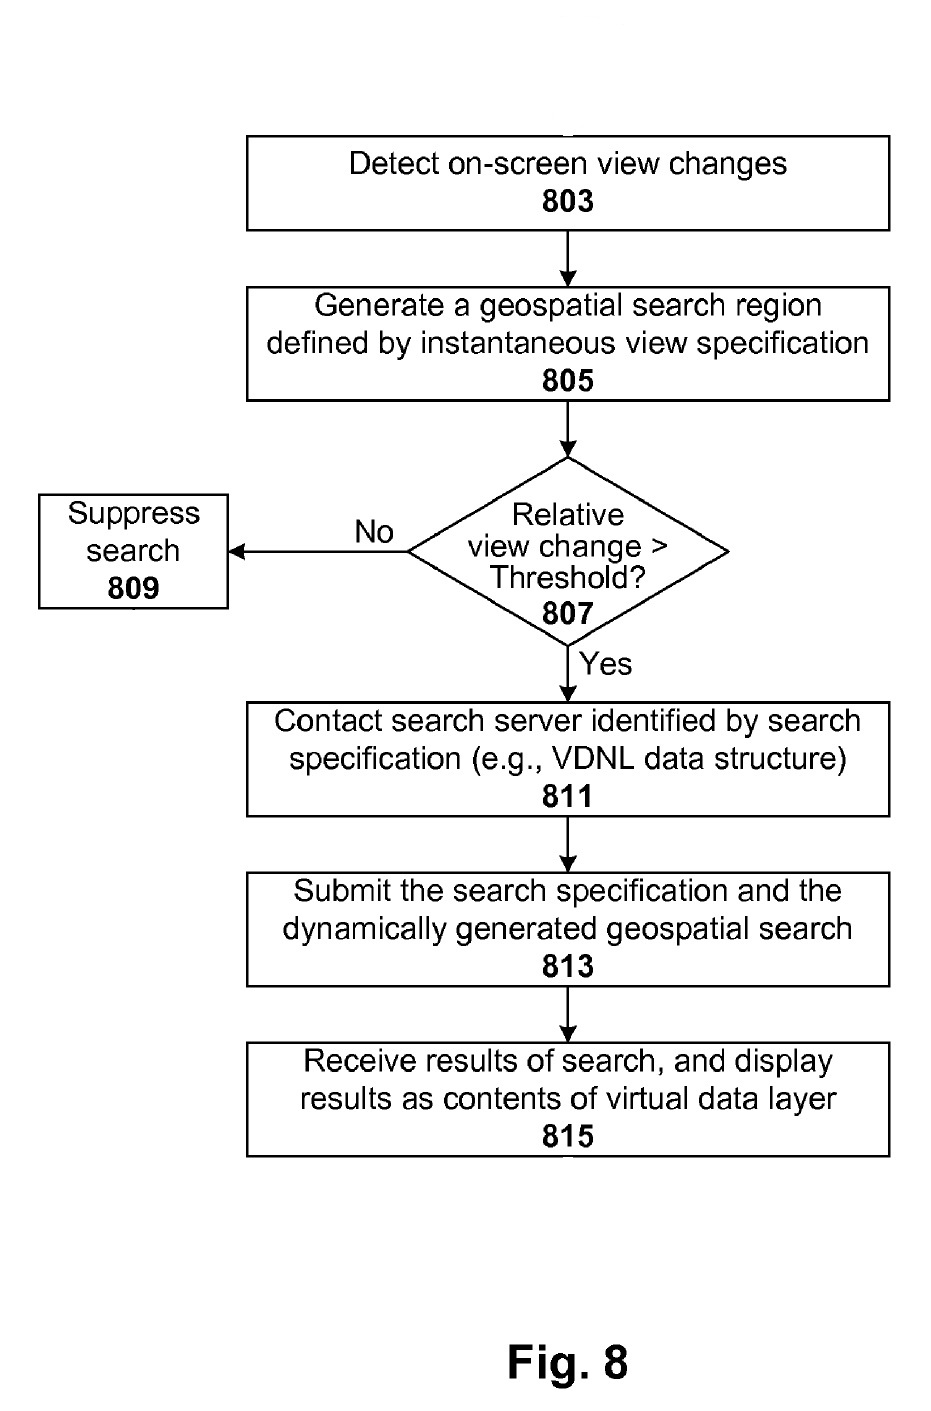 Detect on-screen view changes
803
Generate a geospatial search region
defined by instantaneous view specification
805
Relative
view change >
Threshold?
807
No
Suppress
search
809
Yes
Contact search server identified by search
specification (e.g., VDNL data structure)
811
Submit the search specification and the
dynamically generated geospatial search
813
Receive results of search, and display
results as contents of virtual data layer
815
Fig. 8